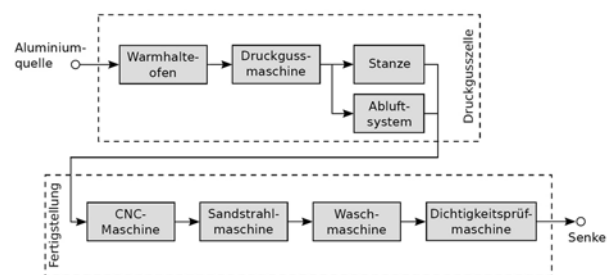 Aluminium-
quelle
Warmhalte-
ofen
Druckguss-
maschine
Stanze
Abluft-
system
Druckgusszelle
Fertigstellung
CNC-
Maschine
Sandstrahl-
maschine
Wasch-
maschine
Dichtigkeitsprüf-
maschine
Senke